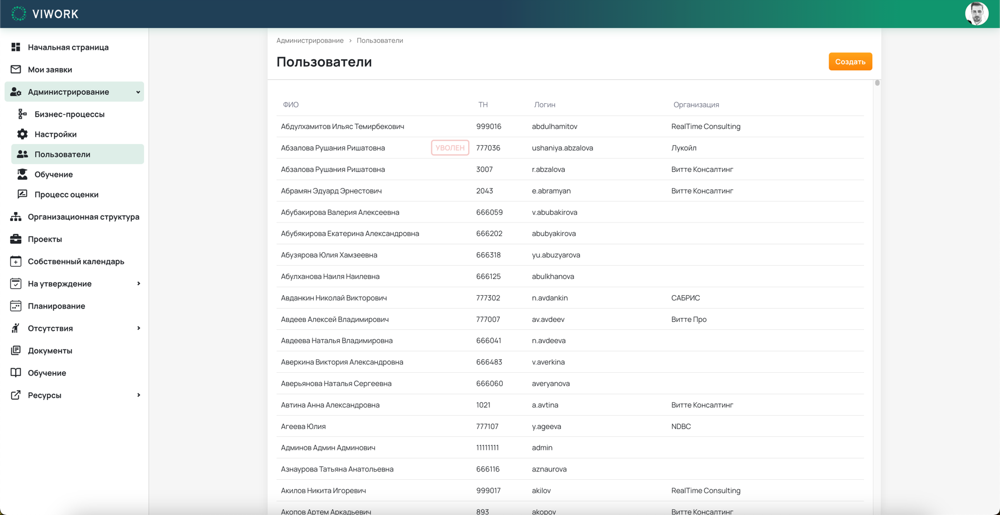 VIWORK
Начальная страница
Мои заявки
Администрирование
Бизнес-процессы
Настройки
Пользователи
Обучение
Процесс оценки
Организационная структура
Проекты
Собственный календарь
На утверждение
Планирование
Отсутствия
Документы
Обучение
Ресурсы
Администрирование > Пользователи
Пользователи
Создать
ФИО ТН Логин Организация
Абдулхамитов Ильяс Темирбекович 999016 abdulhamitov RealTime Consulting
Абзалова Рушания Ришатовна УВОЛЕН 777036 ushaniya.abzalova Лукойл
Абзалова Рушания Ришатовна 3007 r.abzalova Витте Консалтинг
Абрамян Эдуард Эрнестович 2043 e.abramyan Витте Консалтинг
Абубакирова Валерия Алексеевна 666059 v.abubakirova
Абубякирова Екатерина Александровна 666202 abubyakirova
Абузярова Юлия Хамзеевна 666318 yu.abuzyarova
Абулханова Наиля Наилевна 666125 abulkhanova
Авданкин Николай Викторович 777302 n.avdankin САБРИС
Авдеев Алексей Владимирович 777007 av.avdeev Витте Про
Авдеева Наталья Владимировна 666041 n.avdeeva
Аверкина Виктория Александровна 666483 v.averkina
Аверьянова Наталья Сергеевна 666060 averyanova
Автина Анна Александровна 1021 a.avtina Витте Консалтинг
Агеева Юлия 777107 y.ageeva NDBC
Админов Админ Админович 11111111 admin
Азнаурова Татьяна Анатольевна 666116 aznaurova
Акилов Никита Игоревич 999017 akilov RealTime Consulting
Акопов Артем Аркадьевич 893 akopov Витте Консалтинг